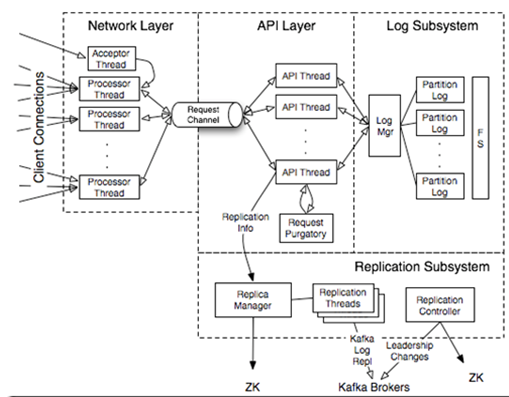 Network Layer
API Layer
Log Subsystem
Client Connections
Acceptor
Thread
Processor
Thread
Processor
Thread
Processor
Thread
Request
Channel
API Thread
API Thread
API Thread
Request
Purgatory
Log
Mgr
Partition
Log
Partition
Log
Partition
Log
F
S
Replication
Info
Replication Subsystem
Replica
Manager
Replication
Threads
Replication
Controller
Kafka
Log
Repl
Leadership
Changes
ZK
Kafka Brokers
ZK